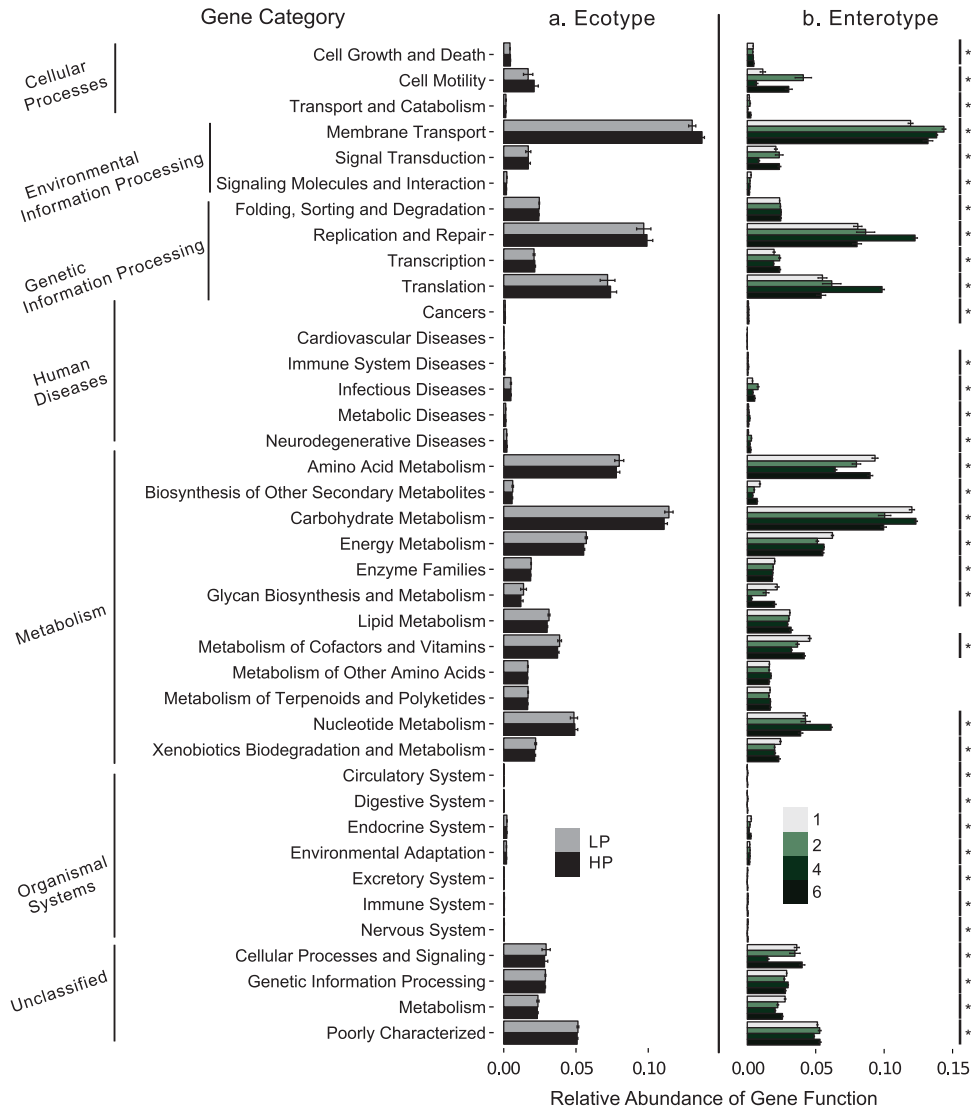 Gene Category
a. Ecotype
b. Enterotype
Cellular
Processes
Cell Growth and Death
*
Cell Motility
*
Transport and Catabolism
*
Environmental
Information Processing
Membrane Transport
*
Signal Transduction
*
Signaling Molecules and Interaction
*
Genetic
Information Processing
Folding, Sorting and Degradation
*
Replication and Repair
*
Transcription
*
Translation
*
Human
Diseases
Cancers
*
Cardiovascular Diseases
Immune System Diseases
*
Infectious Diseases
*
Metabolic Diseases
*
Neurodegenerative Diseases
*
Metabolism
Amino Acid Metabolism
*
Biosynthesis of Other Secondary Metabolites
*
Carbohydrate Metabolism
*
Energy Metabolism
*
Enzyme Families
*
Glycan Biosynthesis and Metabolism
*
Lipid Metabolism
Metabolism of Cofactors and Vitamins
*
Metabolism of Other Amino Acids
Metabolism of Terpenoids and Polyketides
Nucleotide Metabolism
*
Xenobiotics Biodegradation and Metabolism
*
Organismal
Systems
Circulatory System
*
Digestive System
*
Endocrine System
*
Environmental Adaptation
*
Excretory System
*
Immune System
*
Nervous System
*
LP
HP
1
2
4
6
Unclassified
Cellular Processes and Signaling
*
Genetic Information Processing
*
Metabolism
*
Poorly Characterized
*
0.00 0.05 0.10
0.00 0.05 0.10 0.15
Relative Abundance of Gene Function